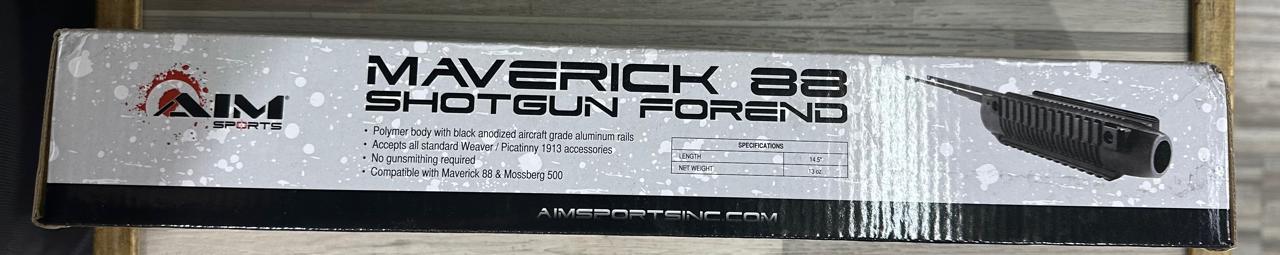 AIM
SPORTS
MAVERICK 88
SHOTGUN FOREND
• Polymer body with black anodized aircraft grade aluminum rails
• Accepts all standard Weaver / Picatinny 1913 accessories
• No gunsmithing required
• Compatible with Maverick 88 & Mossberg 500
SPECIFICATIONS
LENGTH 14.5"
NET WEIGHT 13 oz
AIMSPORTSINC.COM